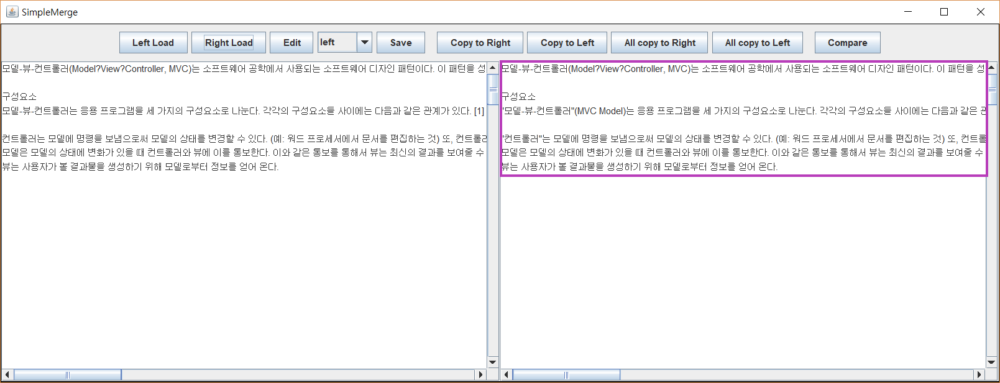 SimpleMerge
Left Load Right Load Edit left Save Copy to Right Copy to Left All copy to Right All copy to Left Compare
모델-뷰-컨트롤러(Model?View?Controller, MVC)는 소프트웨어 공학에서 사용되는 소프트웨어 디자인 패턴이다. 이 패턴을 성
구성요소
모델-뷰-컨트롤러는 응용 프로그램을 세 가지의 구성요소로 나눈다. 각각의 구성요소들 사이에는 다음과 같은 관계가 있다. [1]
컨트롤러는 모델에 명령을 보냄으로써 모델의 상태를 변경할 수 있다. (예: 워드 프로세서에서 문서를 편집하는 것) 또, 컨트롤러
모델은 모델의 상태에 변화가 있을 때 컨트롤러와 뷰에 이를 통보한다. 이와 같은 통보를 통해서 뷰는 최신의 결과를 보여줄 수
뷰는 사용자가 볼 결과물을 생성하기 위해 모델로부터 정보를 얻어 온다.
모델-뷰-컨트롤러(Model?View?Controller, MVC)는 소프트웨어 공학에서 사용되는 소프트웨어 디자인 패턴이다. 이 패턴을 성
구성요소
"모델-뷰-컨트롤러"(MVC Model)는 응용 프로그램을 세 가지의 구성요소로 나눈다. 각각의 구성요소들 사이에는 다음과 같은
"컨트롤러"는 모델에 명령을 보냄으로써 모델의 상태를 변경할 수 있다. (예: 워드 프로세서에서 문서를 편집하는 것) 또, 컨트롤
모델은 모델의 상태에 변화가 있을 때 컨트롤러와 뷰에 이를 통보한다. 이와 같은 통보를 통해서 뷰는 최신의 결과를 보여줄 수
뷰는 사용자가 볼 결과물을 생성하기 위해 모델로부터 정보를 얻어 온다.